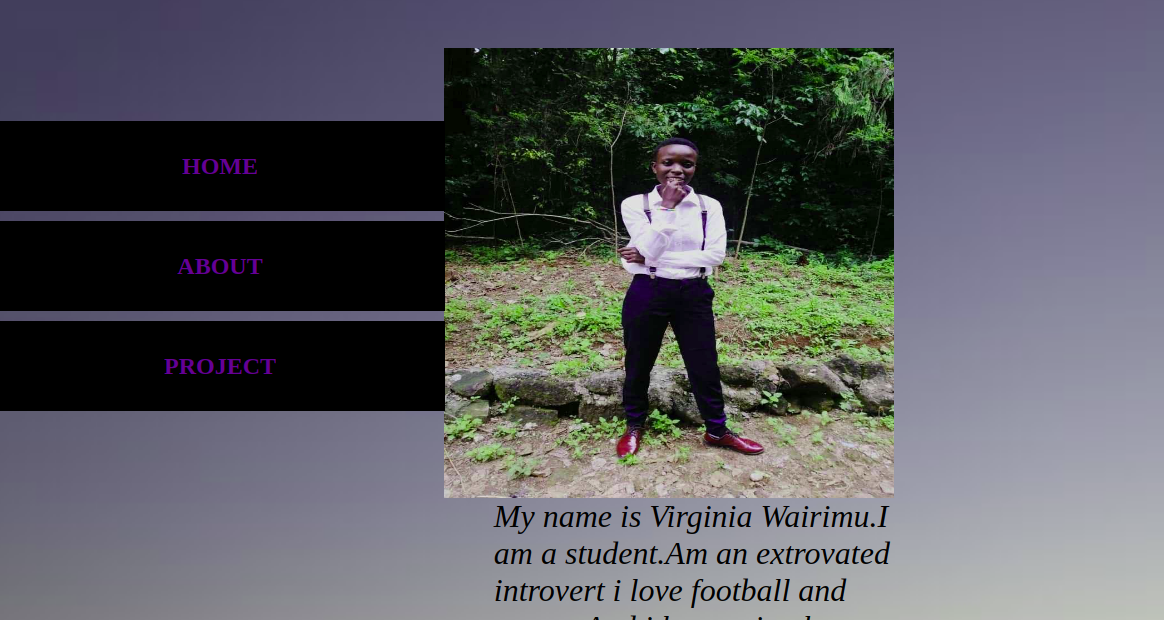 HOME
ABOUT
PROJECT
My name is Virginia Wairimu.I
am a student.Am an extrovated
introvert i love football and